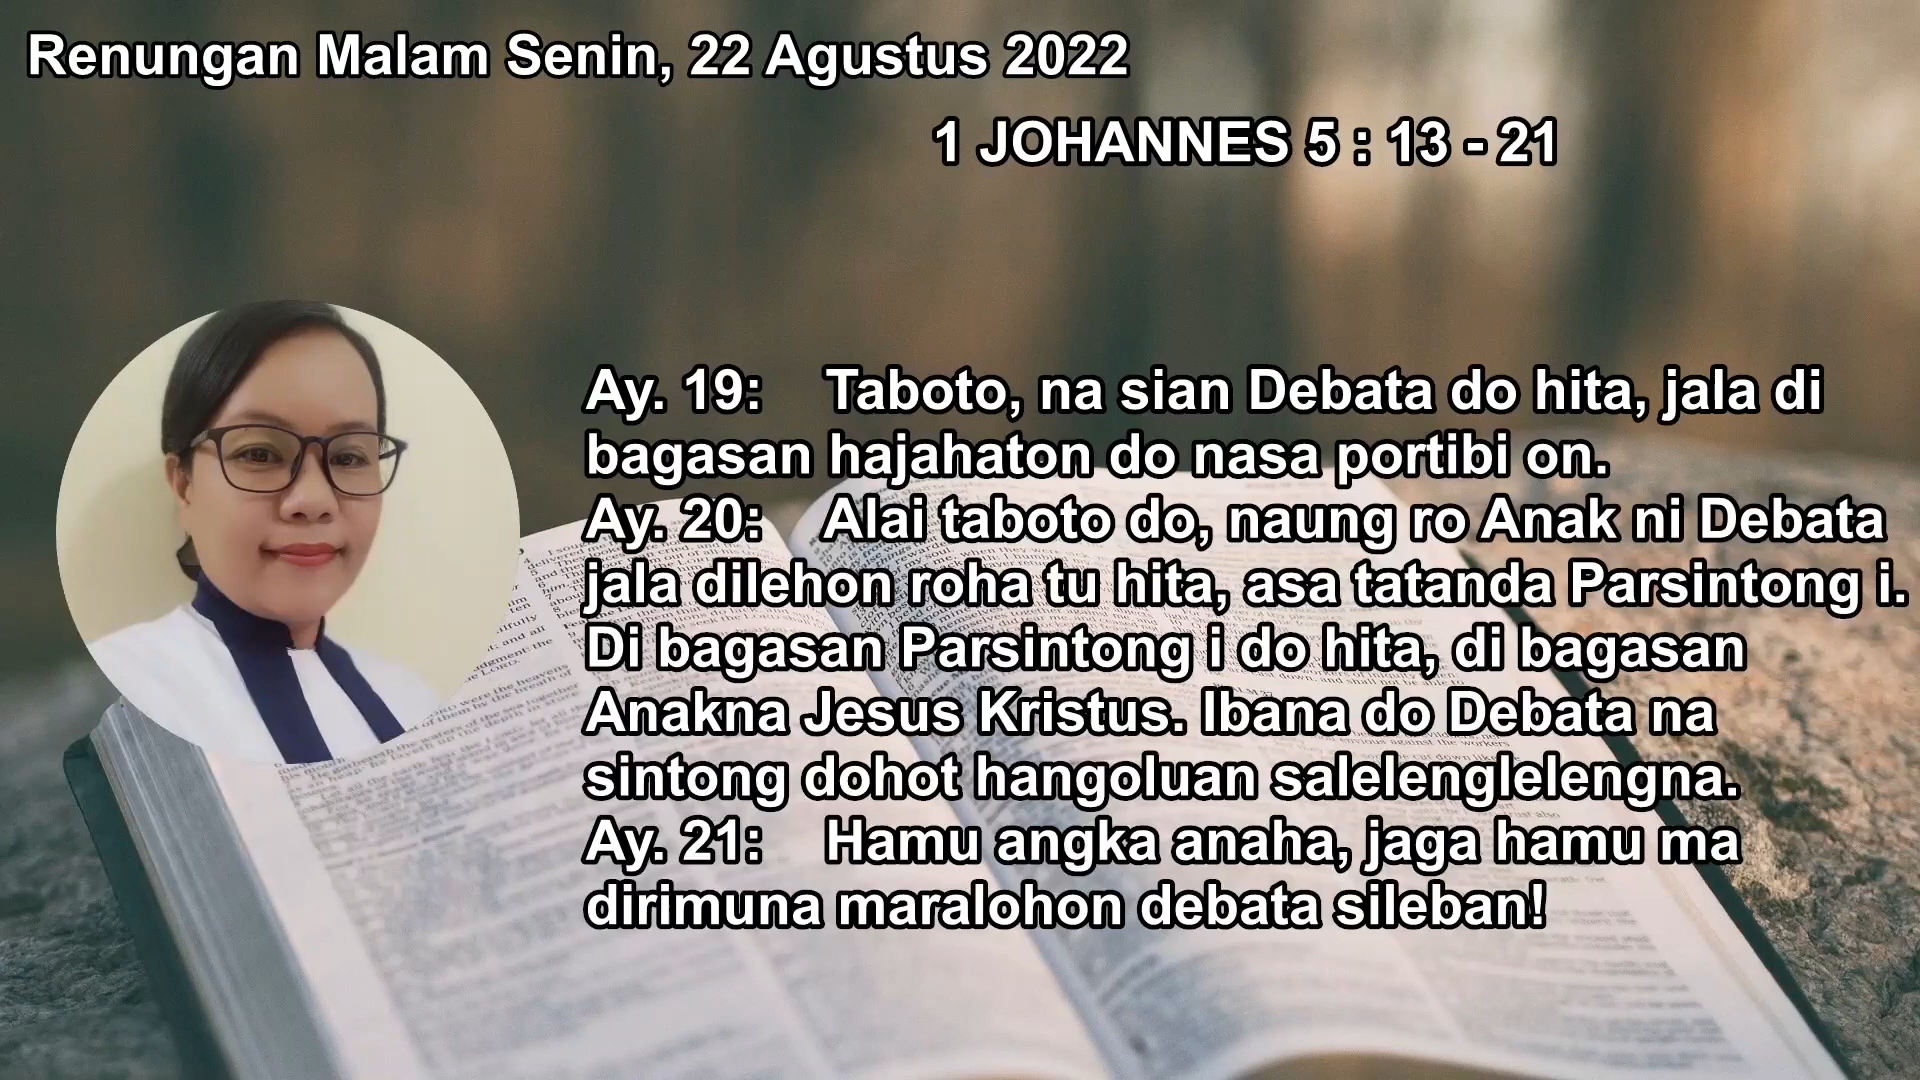 Renungan Malam Senin, 22 Agustus 2022
1 JOHANNES 5 : 13 - 21
Ay. 19: Taboto, na sian Debata do hita, jala di
bagasan hajahaton do nasa portibi on.
Ay. 20: Alai taboto do, naung ro Anak ni Debata
jala dilehon roha tu hita, asa tatanda Parsintong i.
Di bagasan Parsintong i do hita, di bagasan
Anakna Jesus Kristus. Ibana do Debata na
sintong dohot hangoluan salelenglelengna.
Ay. 21: Hamu angka anaha, jaga hamu ma
dirimuna maralohon debata sileban!